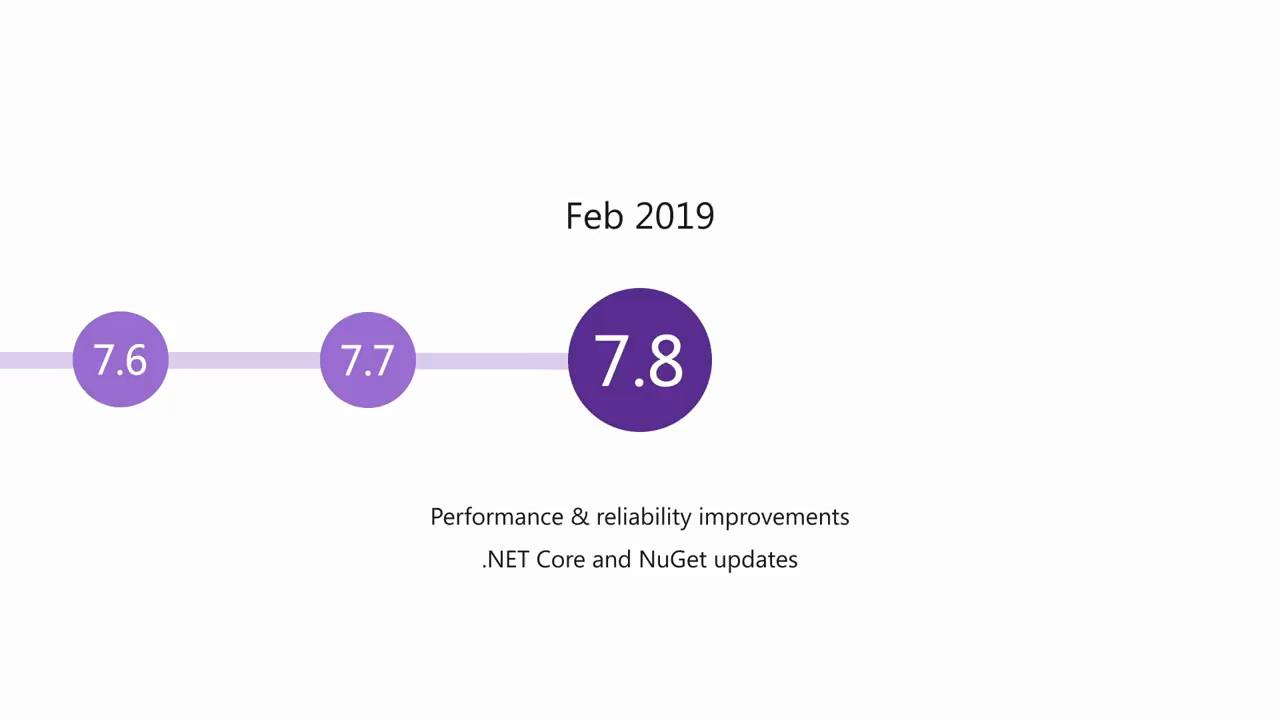 Feb 2019
7.6
7.7
7.8
Performance & reliability improvements
.NET Core and NuGet updates